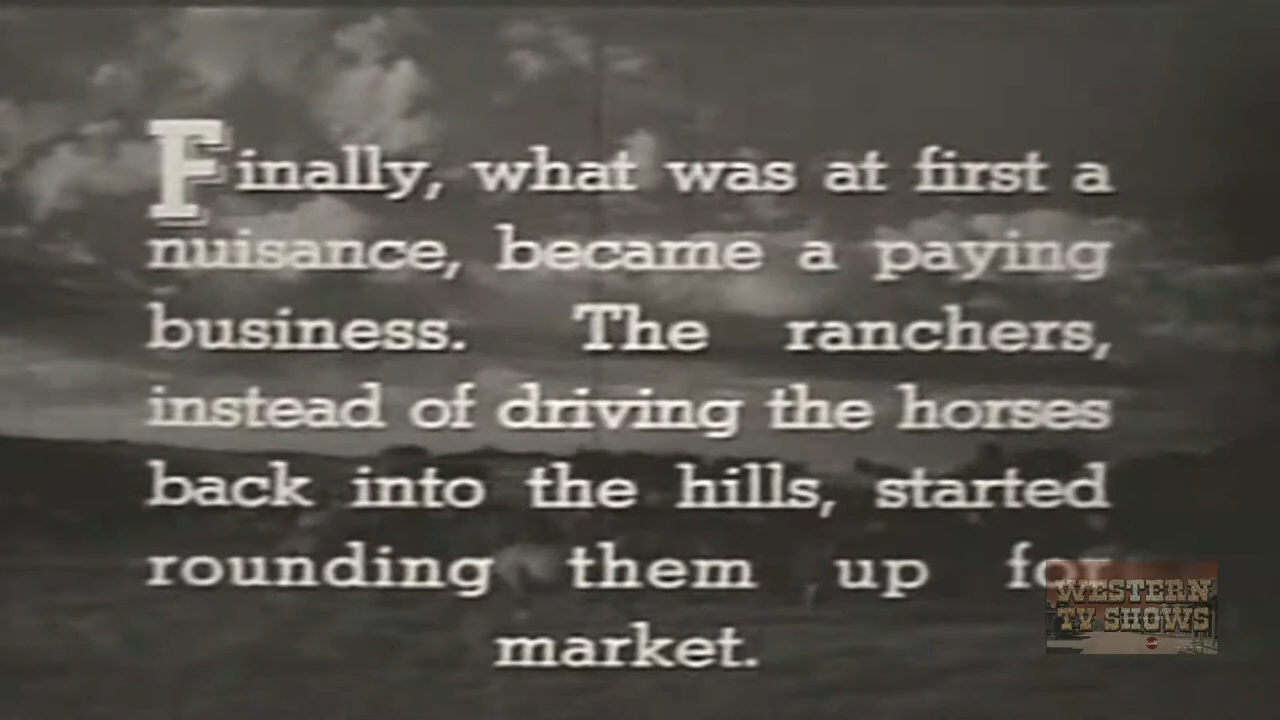 Finally, what was at first a
nuisance, became a paying
business. The ranchers,
instead of driving the horses
back into the hills, started
rounding them up for
market.
WESTERN
TV SHOWS